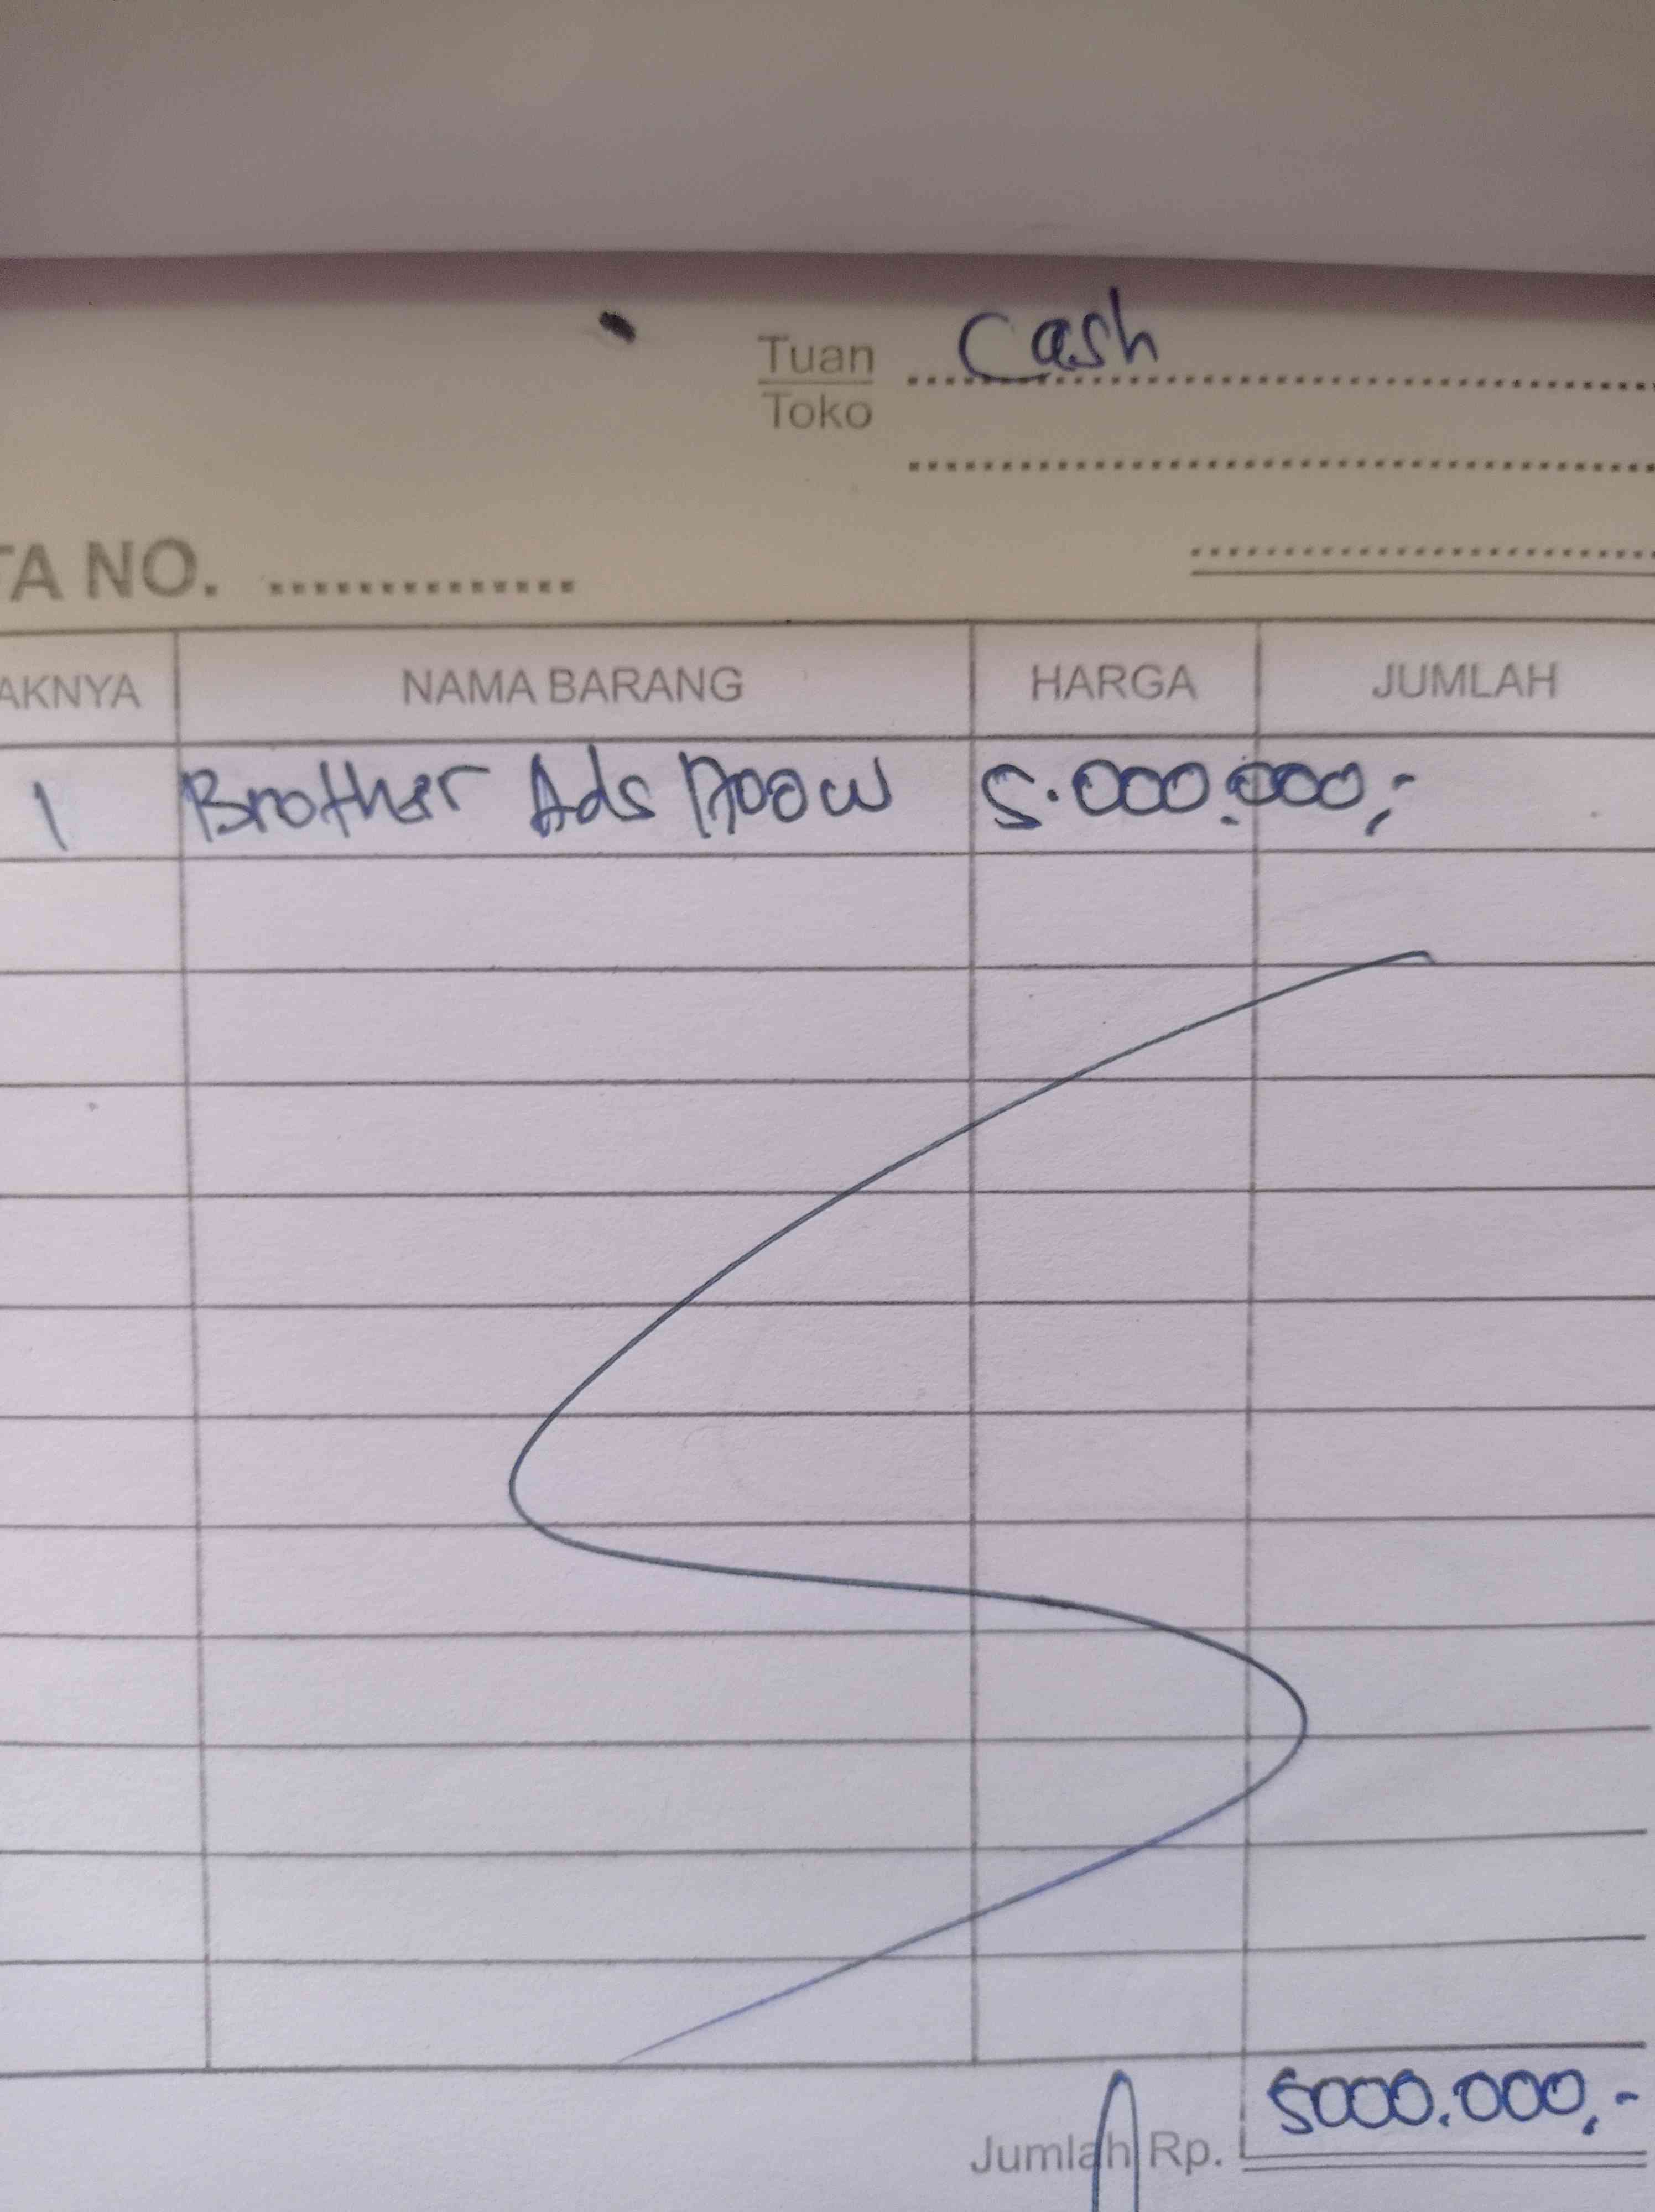 Tuan Cash
Toko
TA NO.
AKNYA NAMA BARANG HARGA JUMLAH
1 Brother Ads 1700W 5.000.000,-
Jumlah Rp. 5000.000,-